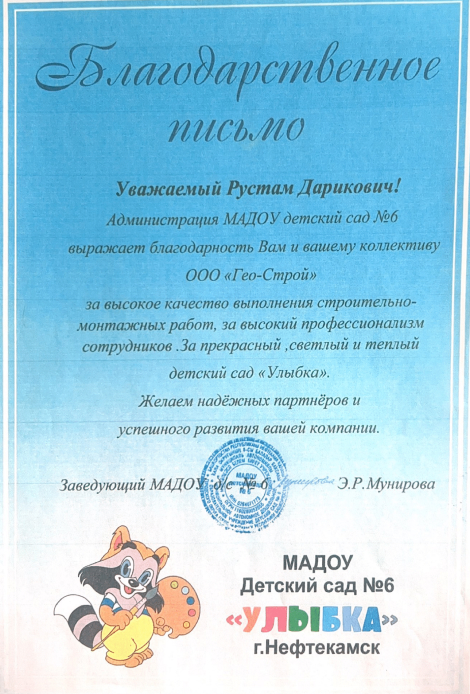 Благодарственное
письмо
Уважаемый Рустам Дарикович!
Администрация МАДОУ детский сад №6
выражает благодарность Вам и вашему коллективу
ООО «Гео-Строй»
за высокое качество выполнения строительно-
монтажных работ, за высокий профессионализм
сотрудников .За прекрасный ,светлый и теплый
детский сад «Улыбка».
Желаем надёжных партнёров и
успешного развития вашей компании.
Заведующий МАДОУ д/с № 6 Э.Р.Мунирова
МАДОУ
Детский сад №6
«УЛЫБКА»
г.Нефтекамск